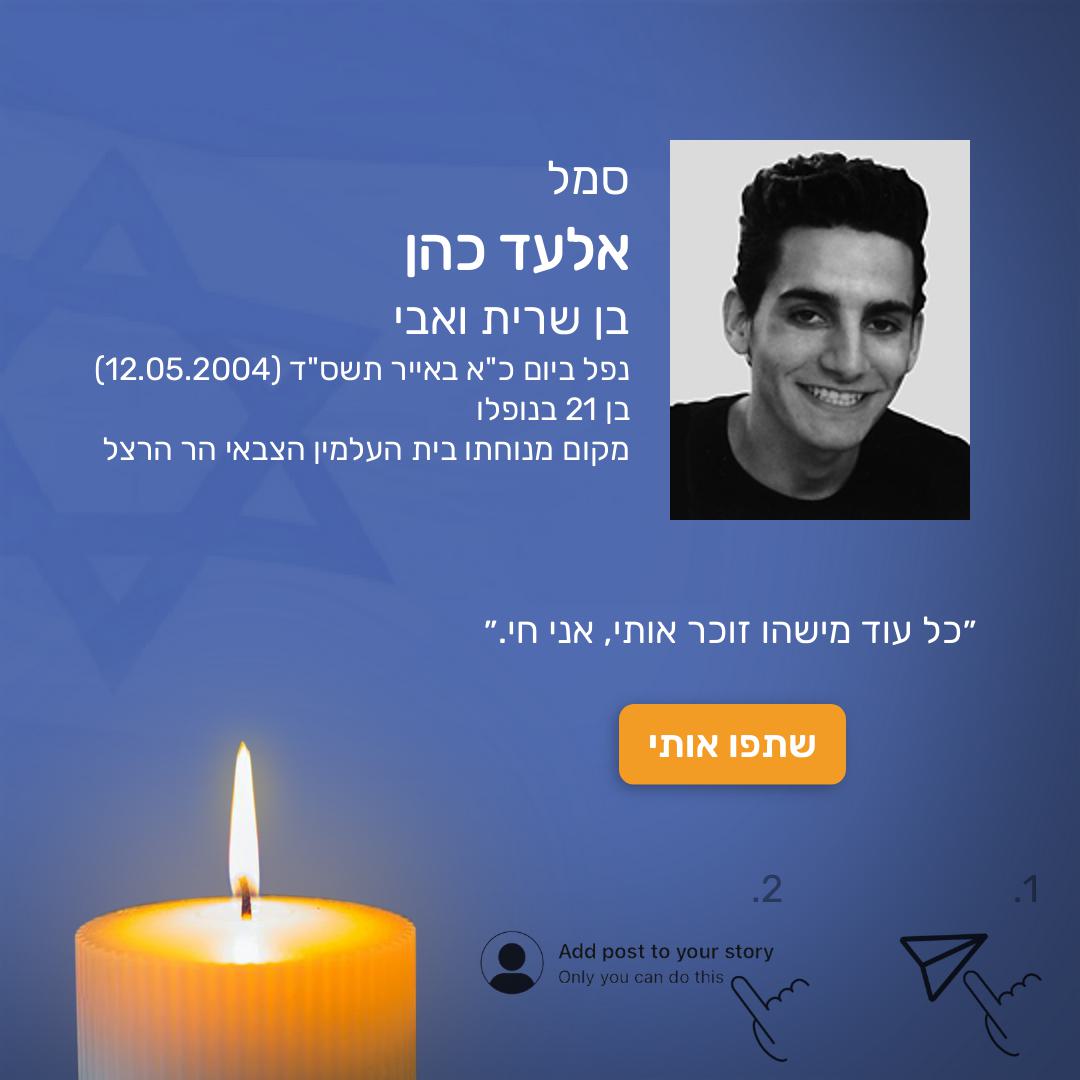 סמל
אלעד כהן
בן שרית ואבי
נפל ביום כ"א באייר תשס"ד (12.05.2004)
בן 21 בנופלו
מקום מנוחתו בית העלמין הצבאי הר הרצל
״כל עוד מישהו זוכר אותי, אני חי.״
שתפו אותי
1.
2.
Add post to your story
Only you can do this